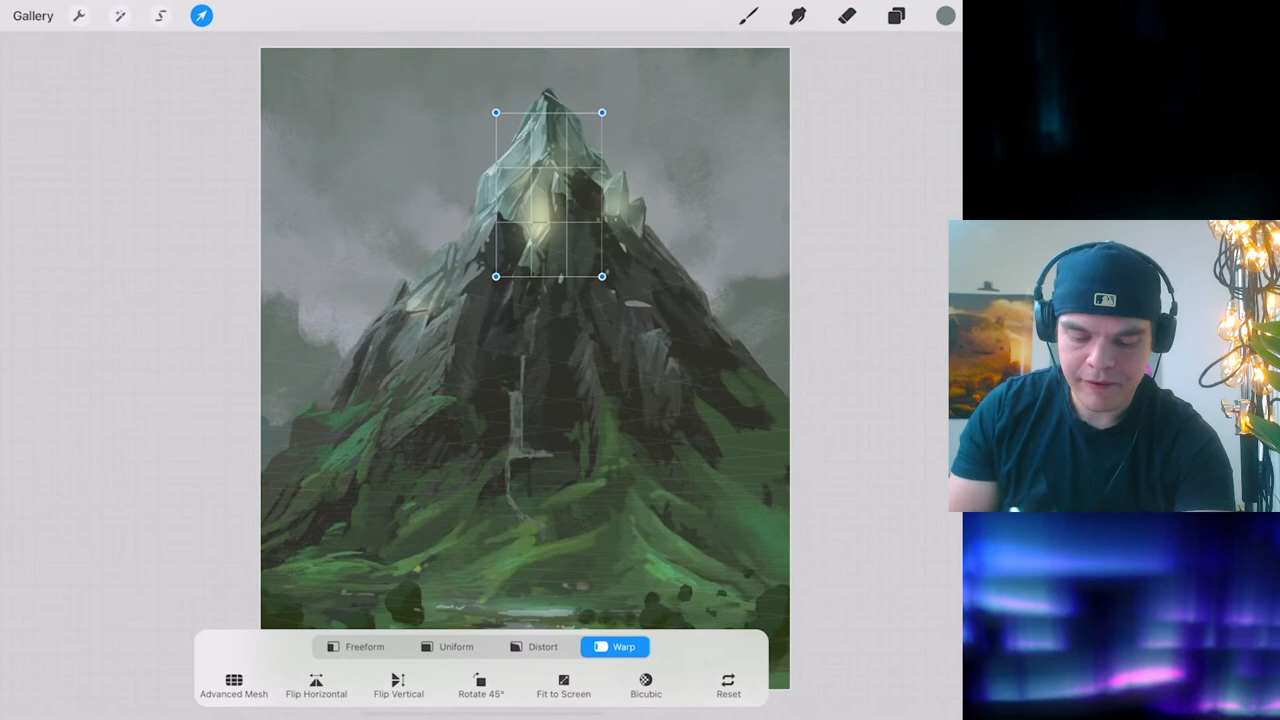 Gallery
Freeform Uniform Distort Warp
Advanced Mesh Flip Horizontal Flip Vertical Rotate 45° Fit to Screen Bicubic Reset